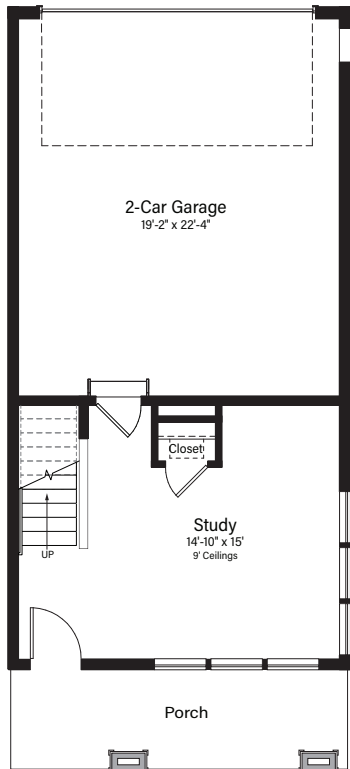 2-Car Garage
19'-2" x 22'-4"
Closet
Study
14'-10" x 15'
9' Ceilings
UP
Porch